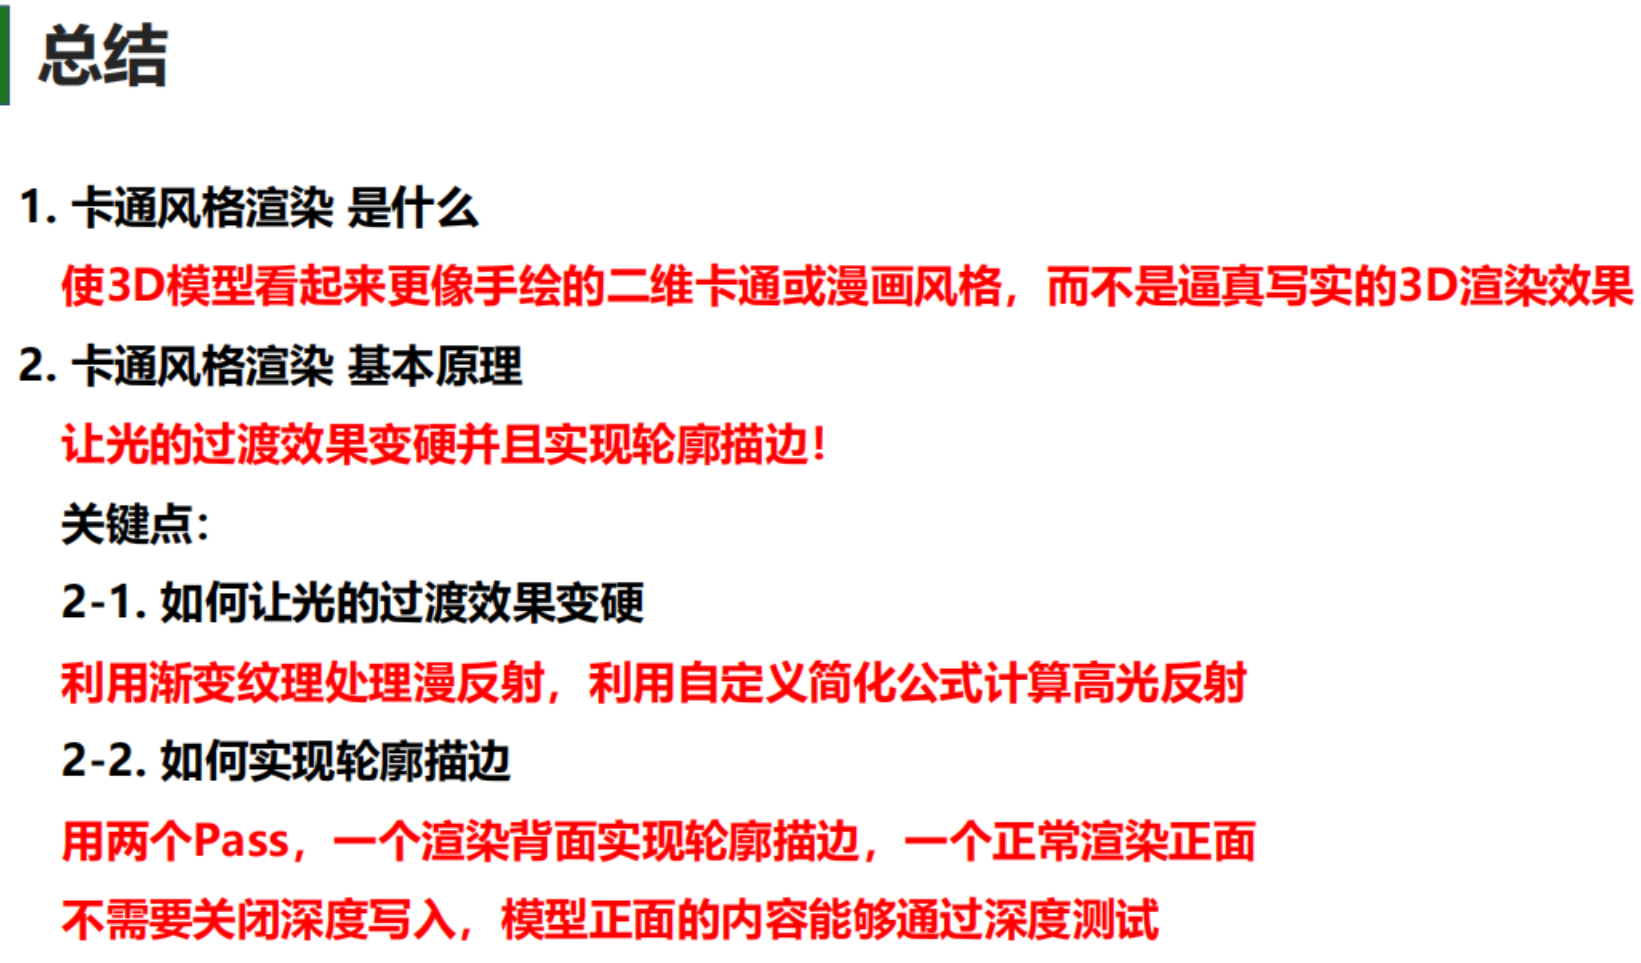 总结
1. 卡通风格渲染 是什么
使3D模型看起来更像手绘的二维卡通或漫画风格，而不是逼真写实的3D渲染效果
2. 卡通风格渲染 基本原理
让光的过渡效果变硬并且实现轮廓描边！
关键点：
2-1. 如何让光的过渡效果变硬
利用渐变纹理处理漫反射，利用自定义简化公式计算高光反射
2-2. 如何实现轮廓描边
用两个Pass，一个渲染背面实现轮廓描边，一个正常渲染正面
不需要关闭深度写入，模型正面的内容能够通过深度测试